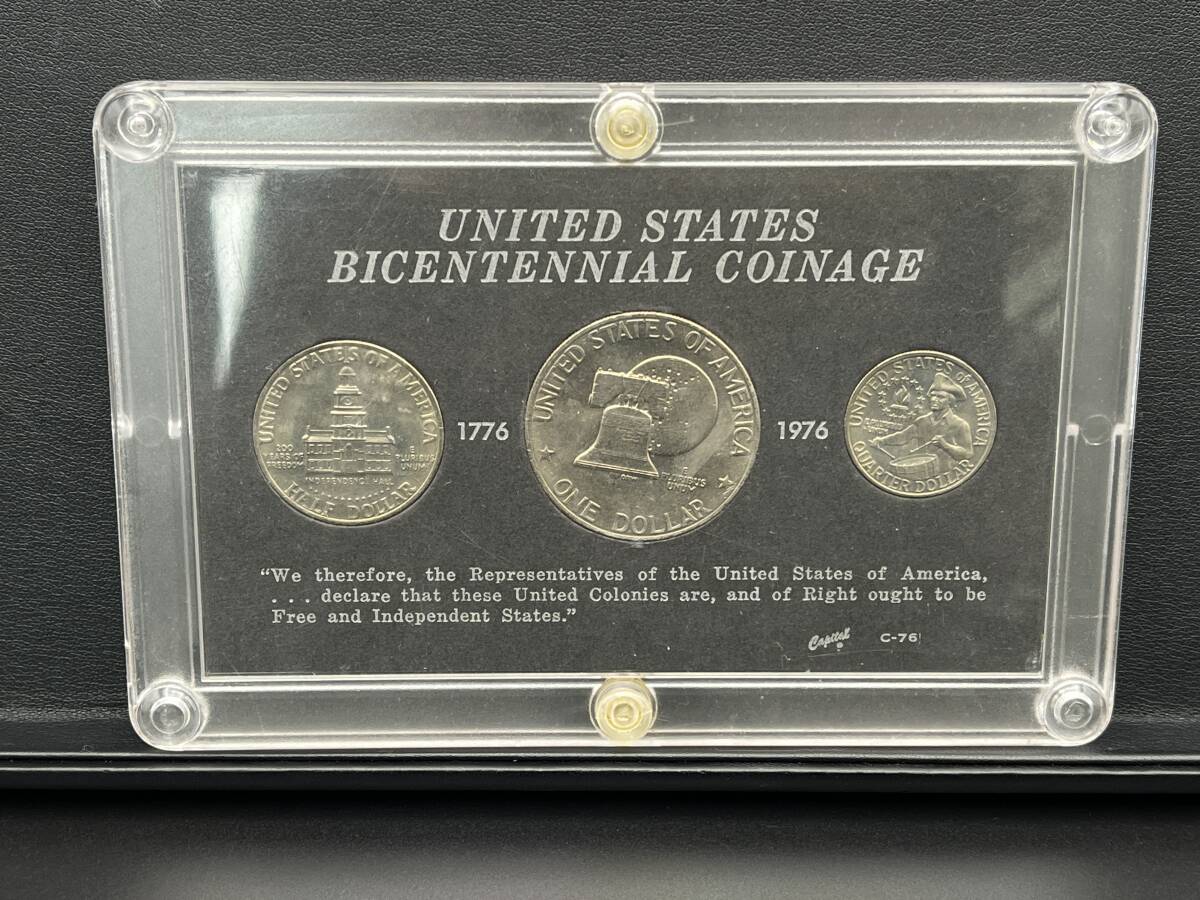 UNITED STATES
BICENTENNIAL COINAGE
UNITED STATES OF AMERICA
200
YEARS OF
FREEDOM
E
PLURIBUS
UNUM
INDEPENDENCE HALL
HALF DOLLAR
1776
UNITED STATES OF AMERICA
E
PLURIBUS
UNUM
ONE DOLLAR
1976
UNITED STATES OF AMERICA
QUARTER DOLLAR
“We therefore, the Representatives of the United States of America,
. . . declare that these United Colonies are, and of Right ought to be
Free and Independent States.”
Capital C-76